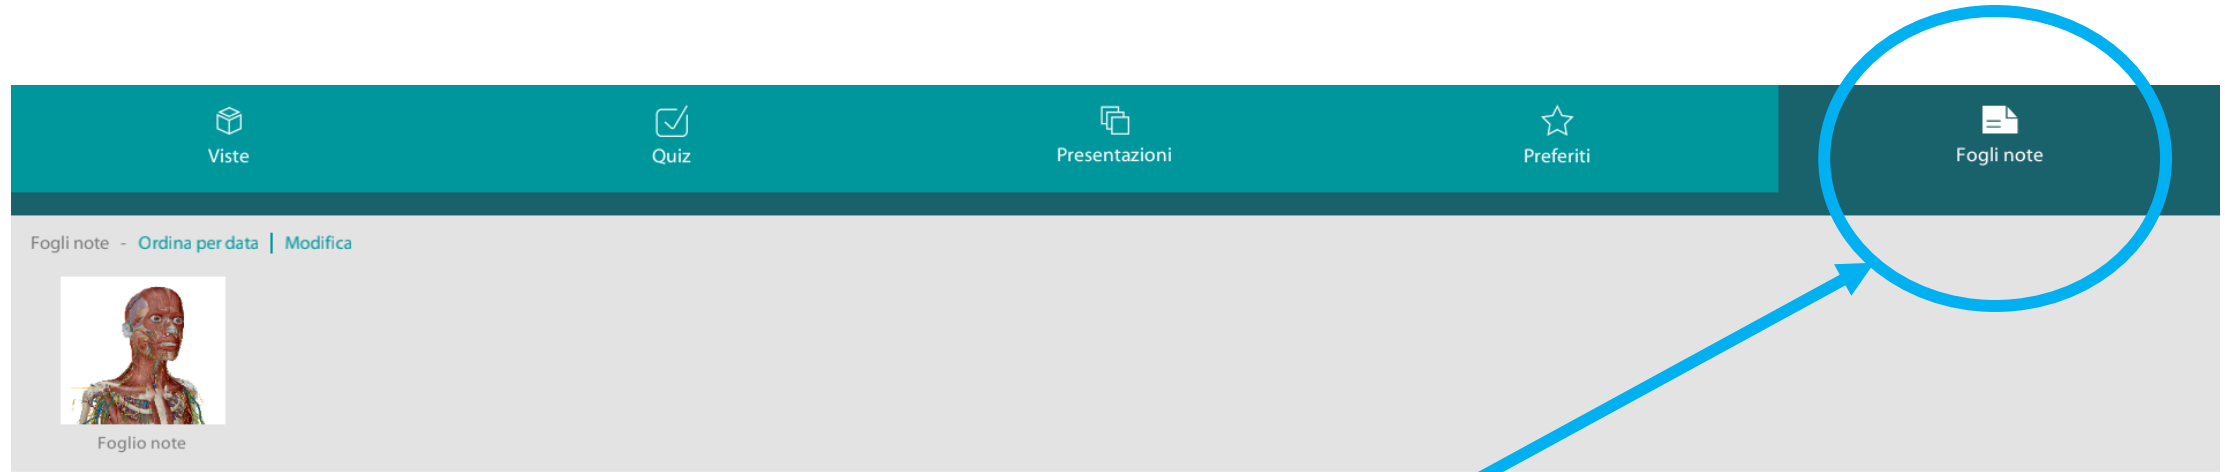 Viste
Quiz
Presentazioni
Preferiti
Fogli note
Fogli note - Ordina per data | Modifica
Foglio note